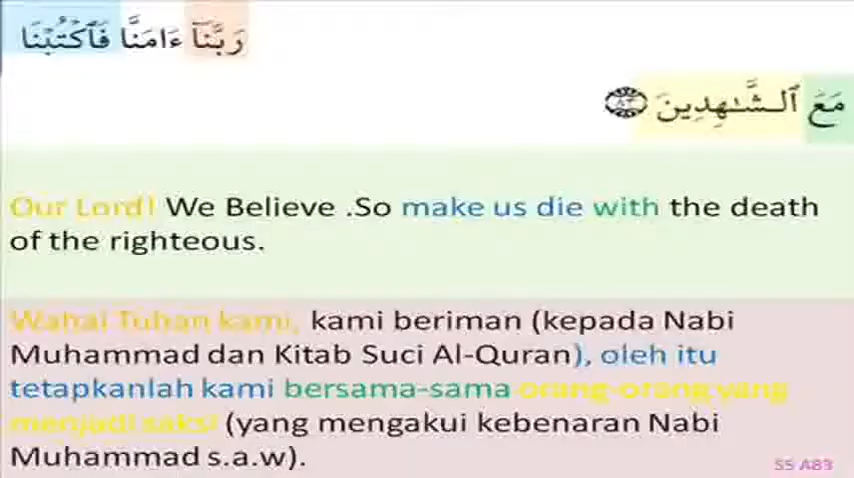 رَبَّنَآ ءَامَنَّا فَٱكْتُبْنَا
مَعَ ٱلشَّـٰهِدِينَ ۝٨٣
Our Lord! We Believe .So make us die with the death
of the righteous.
Wahai Tuhan kami, kami beriman (kepada Nabi
Muhammad dan Kitab Suci Al-Quran), oleh itu
tetapkanlah kami bersama-sama orang-orang yang
menjadi saksi (yang mengakui kebenaran Nabi
Muhammad s.a.w).
S5 A83